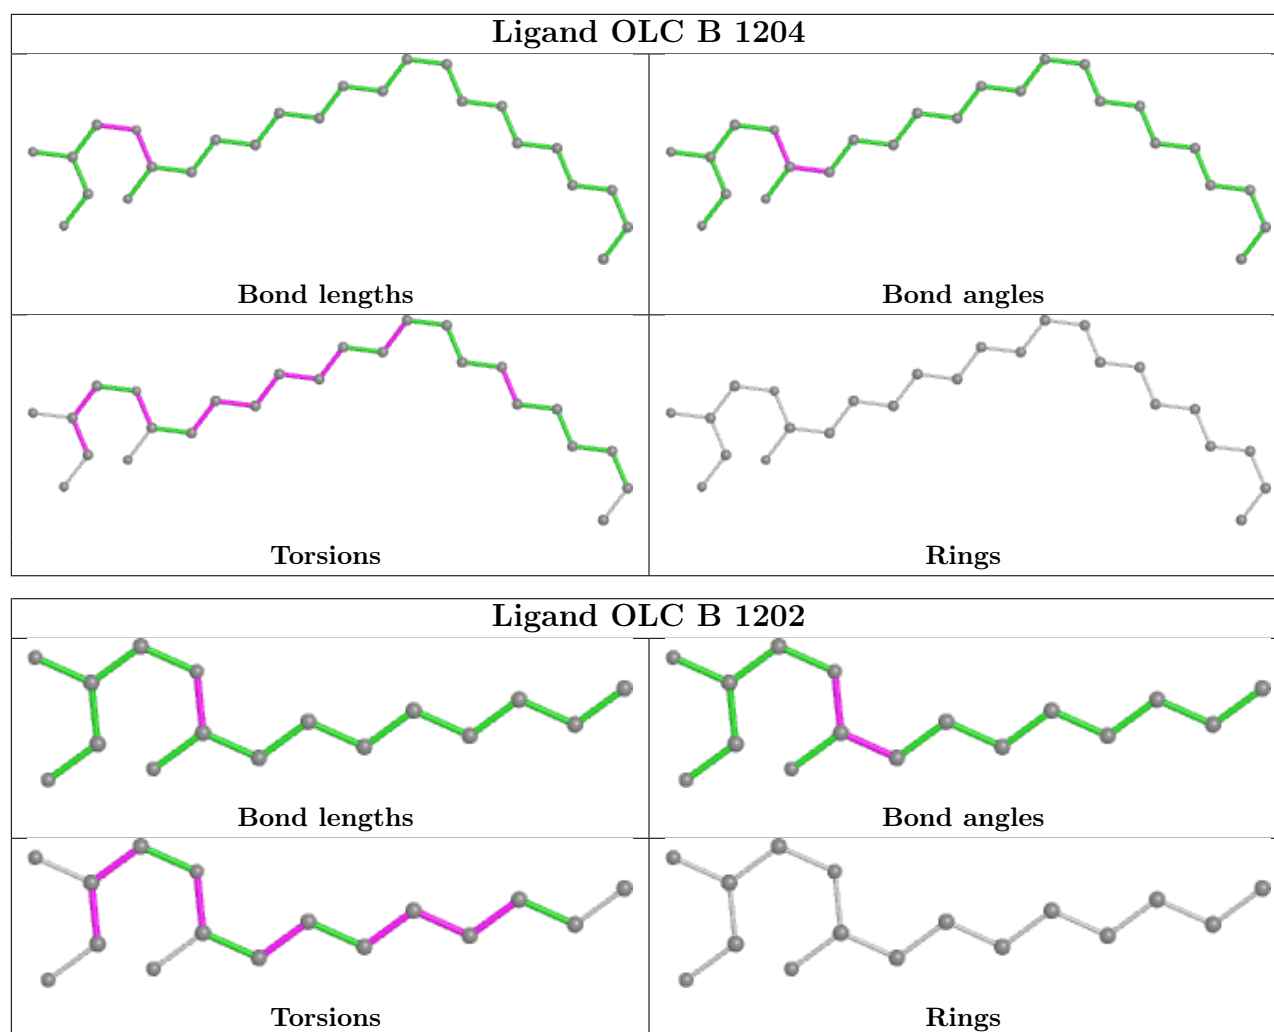 Ligand OLC B 1204
Bond lengths
Bond angles
Torsions
Rings
Ligand OLC B 1202
Bond lengths
Bond angles
Torsions
Rings